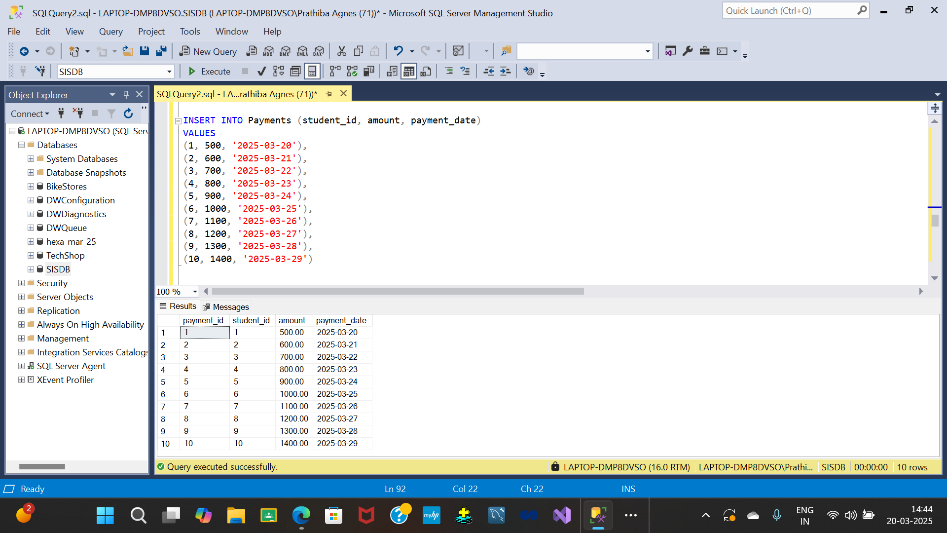 SQLQuery2.sql - LAPTOP-DMP8DVSO.SISDB (LAPTOP-DMP8DVSO\Prathiba Agnes (71))* - Microsoft SQL Server Management Studio
Quick Launch (Ctrl+Q)
File Edit View Query Project Tools Window Help
New Query
SISDB
Execute
Object Explorer
SQLQuery2.sql - LA...rathiba Agnes (71))*
Connect
LAPTOP-DMP8DVSO (SQL Serv
Databases
System Databases
Database Snapshots
BikeStores
DWConfiguration
DWDiagnostics
DWQueue
hexa mar 25
TechShop
SISDB
Security
Server Objects
Replication
Always On High Availability
Management
Integration Services Catalogs
SQL Server Agent
XEvent Profiler
INSERT INTO Payments (student_id, amount, payment_date)
VALUES
(1, 500, '2025-03-20'),
(2, 600, '2025-03-21'),
(3, 700, '2025-03-22'),
(4, 800, '2025-03-23'),
(5, 900, '2025-03-24'),
(6, 1000, '2025-03-25'),
(7, 1100, '2025-03-26'),
(8, 1200, '2025-03-27'),
(9, 1300, '2025-03-28'),
(10, 1400, '2025-03-29')
100 %
Results Messages
payment_id student_id amount payment_date
1 1 1 500.00 2025-03-20
2 2 2 600.00 2025-03-21
3 3 3 700.00 2025-03-22
4 4 4 800.00 2025-03-23
5 5 5 900.00 2025-03-24
6 6 6 1000.00 2025-03-25
7 7 7 1100.00 2025-03-26
8 8 8 1200.00 2025-03-27
9 9 9 1300.00 2025-03-28
10 10 10 1400.00 2025-03-29
Query executed successfully.
LAPTOP-DMP8DVSO (16.0 RTM) LAPTOP-DMP8DVSO\Prathi... SISDB 00:00:00 10 rows
Ready Ln 92 Col 22 Ch 22 INS
2
ENG
IN
14:44
20-03-2025